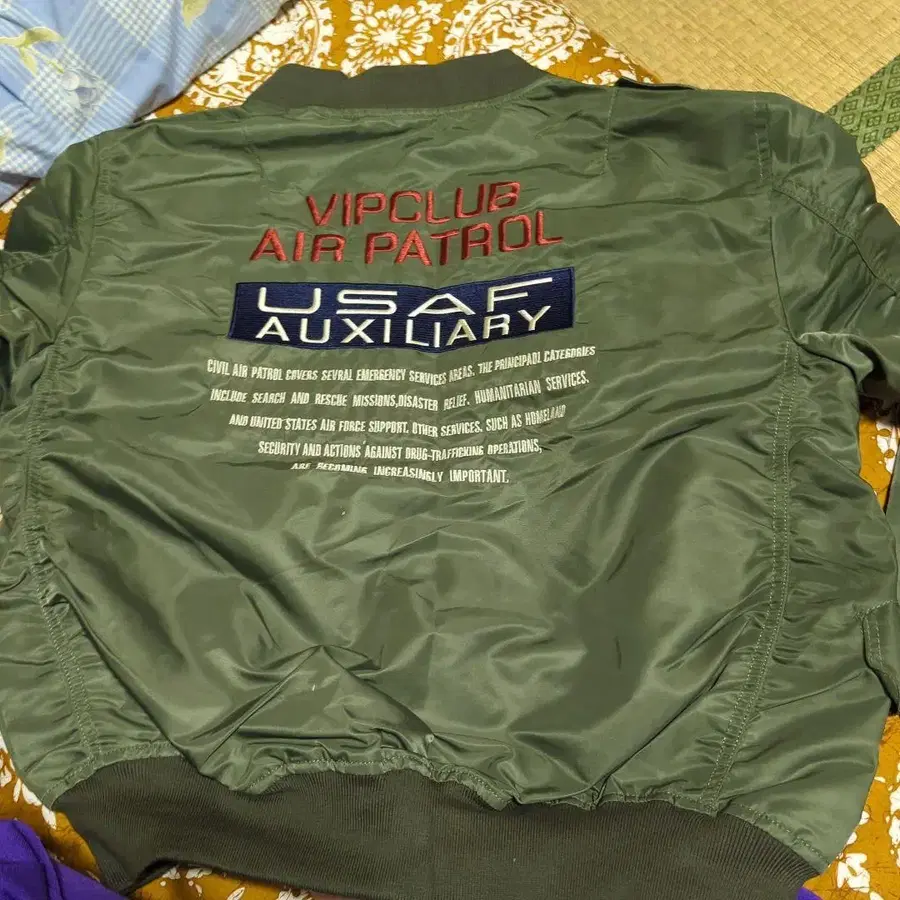 VIPCLUB
AIR PATROL
USAF
AUXILIARY
CIVIL AIR PATROL COVERS SEVRAL EMERGENCY SERVICES AREAS. THE PRINCIPAOL CATEGORIES
INCLUDE SEARCH AND RESCUE MISSIONS,DISASTER RELIEF. HUMANITARIAN SERVICES.
AND UNITED STATES AIR FORCE SUPPORT. OTHER SERVICES. SUCH AS HOMELAND
SECURITY AND ACTIONS AGAINST DRUG-TRAFFICKING OPERATIONS,
ARE BECOMING INCREASINGLY IMPORTANT.